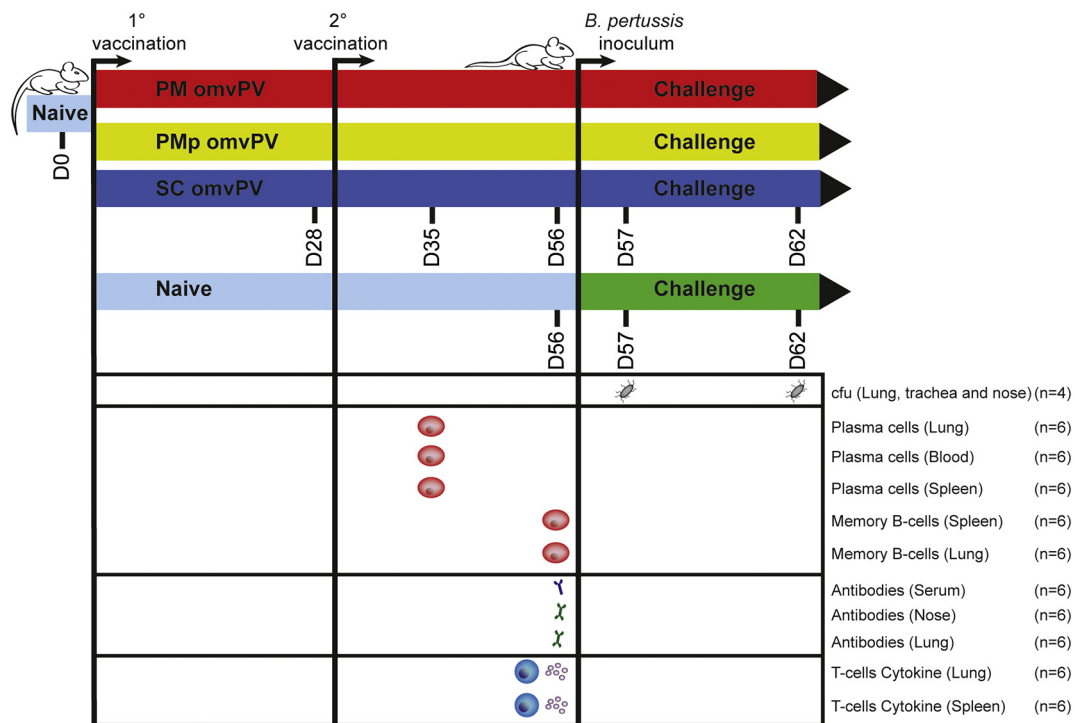 1°
vaccination
2°
vaccination
B. pertussis
inoculum
Naive
PM omvPV
Challenge
PMp omvPV
Challenge
SC omvPV
Challenge
D0
D28
D35
D56
D57
D62
Naive
Challenge
D56
D57
D62
cfu (Lung, trachea and nose) (n=4)
Plasma cells (Lung) (n=6)
Plasma cells (Blood) (n=6)
Plasma cells (Spleen) (n=6)
Memory B-cells (Spleen) (n=6)
Memory B-cells (Lung) (n=6)
Antibodies (Serum) (n=6)
Antibodies (Nose) (n=6)
Antibodies (Lung) (n=6)
T-cells Cytokine (Lung) (n=6)
T-cells Cytokine (Spleen) (n=6)